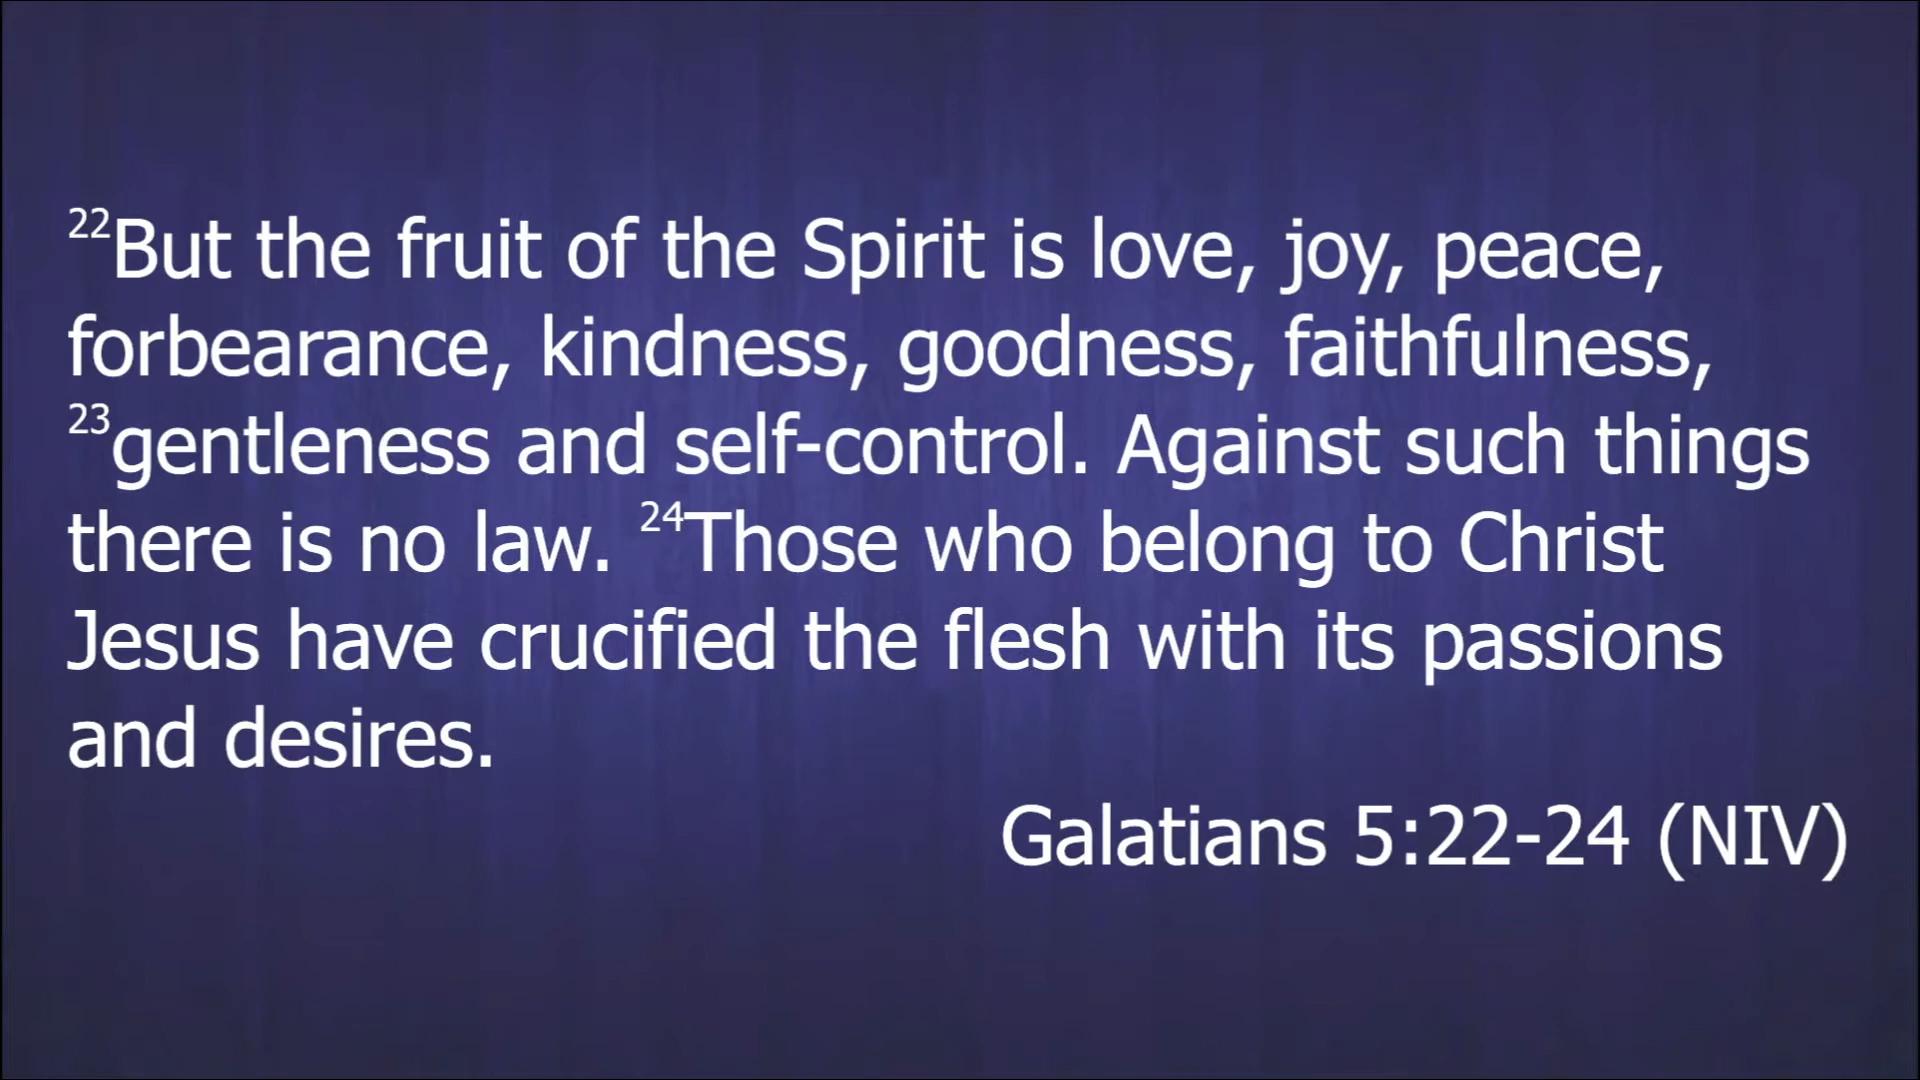 22But the fruit of the Spirit is love, joy, peace,
forbearance, kindness, goodness, faithfulness,
23gentleness and self-control. Against such things
there is no law. 24Those who belong to Christ
Jesus have crucified the flesh with its passions
and desires.
Galatians 5:22-24 (NIV)